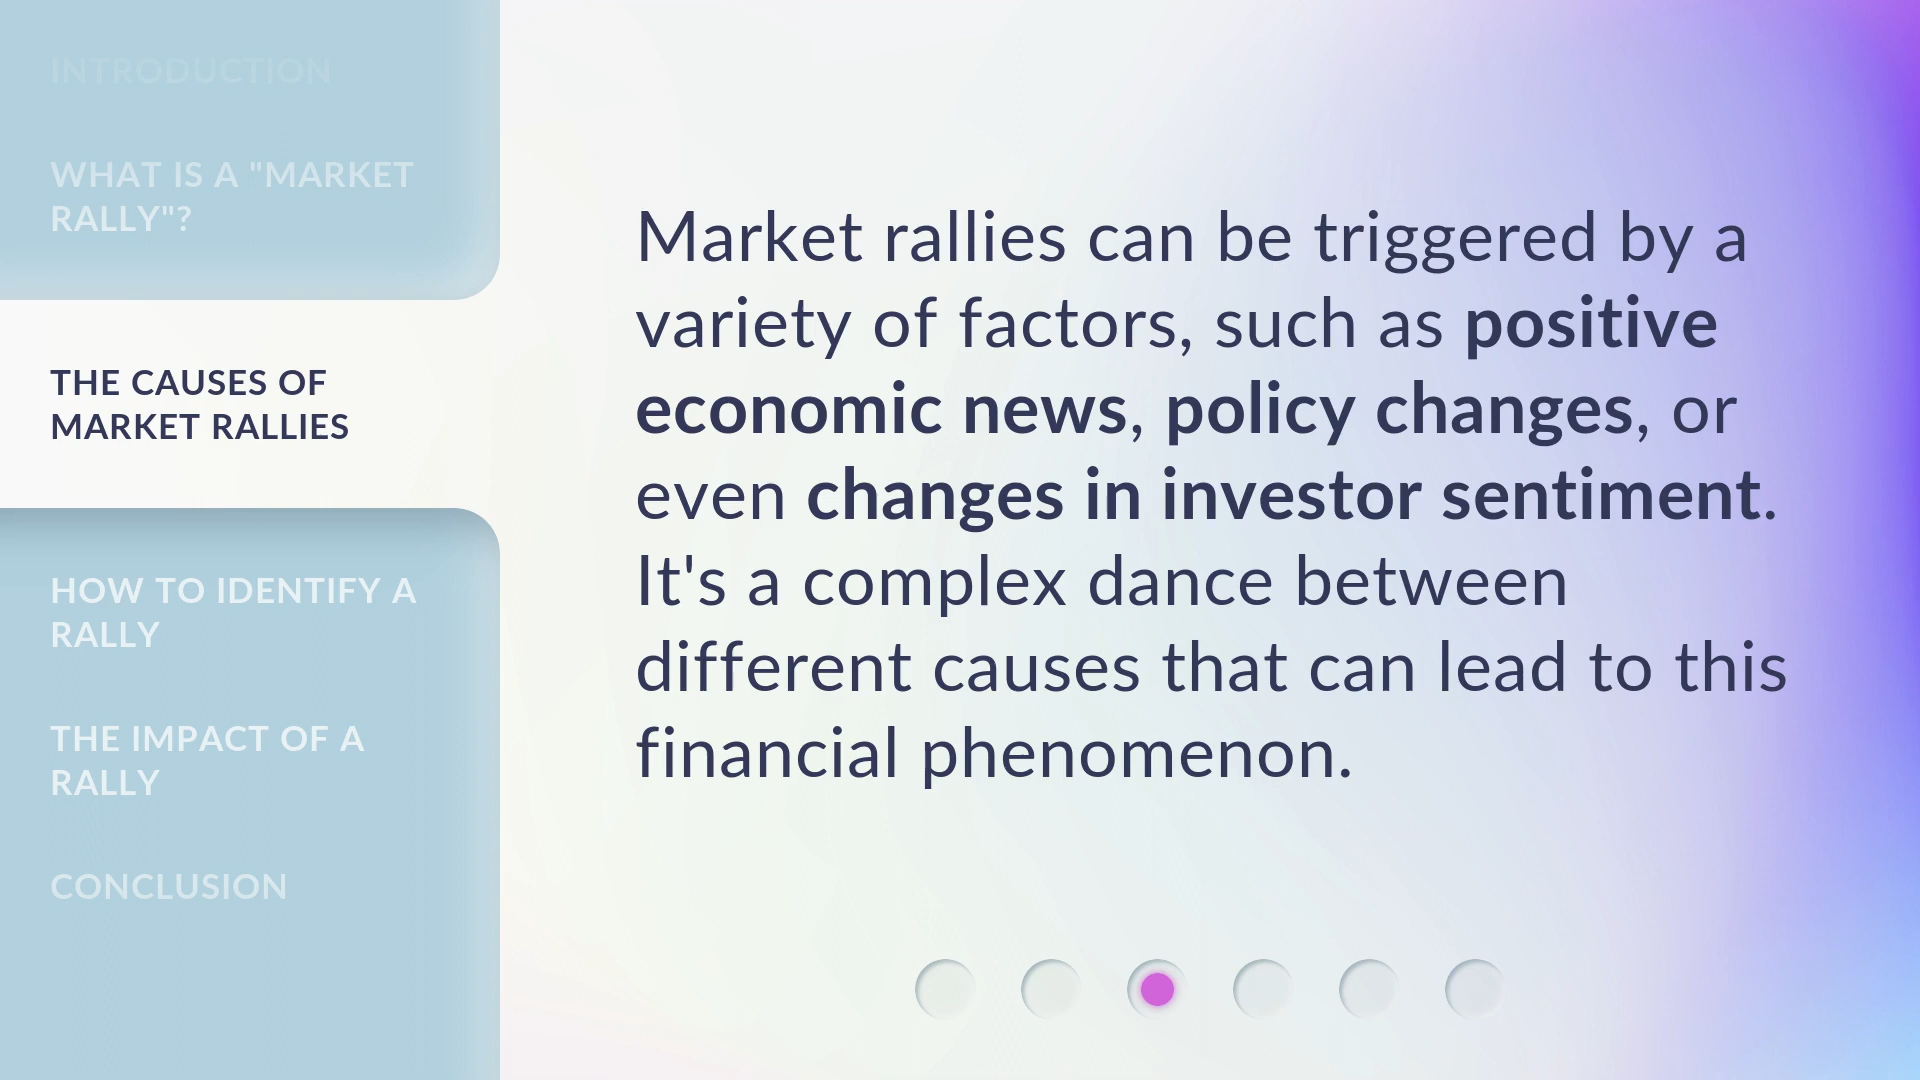 INTRODUCTION
WHAT IS A "MARKET
RALLY"?
THE CAUSES OF
MARKET RALLIES
HOW TO IDENTIFY A
RALLY
THE IMPACT OF A
RALLY
CONCLUSION
Market rallies can be triggered by a
variety of factors, such as positive
economic news, policy changes, or
even changes in investor sentiment.
It's a complex dance between
different causes that can lead to this
financial phenomenon.